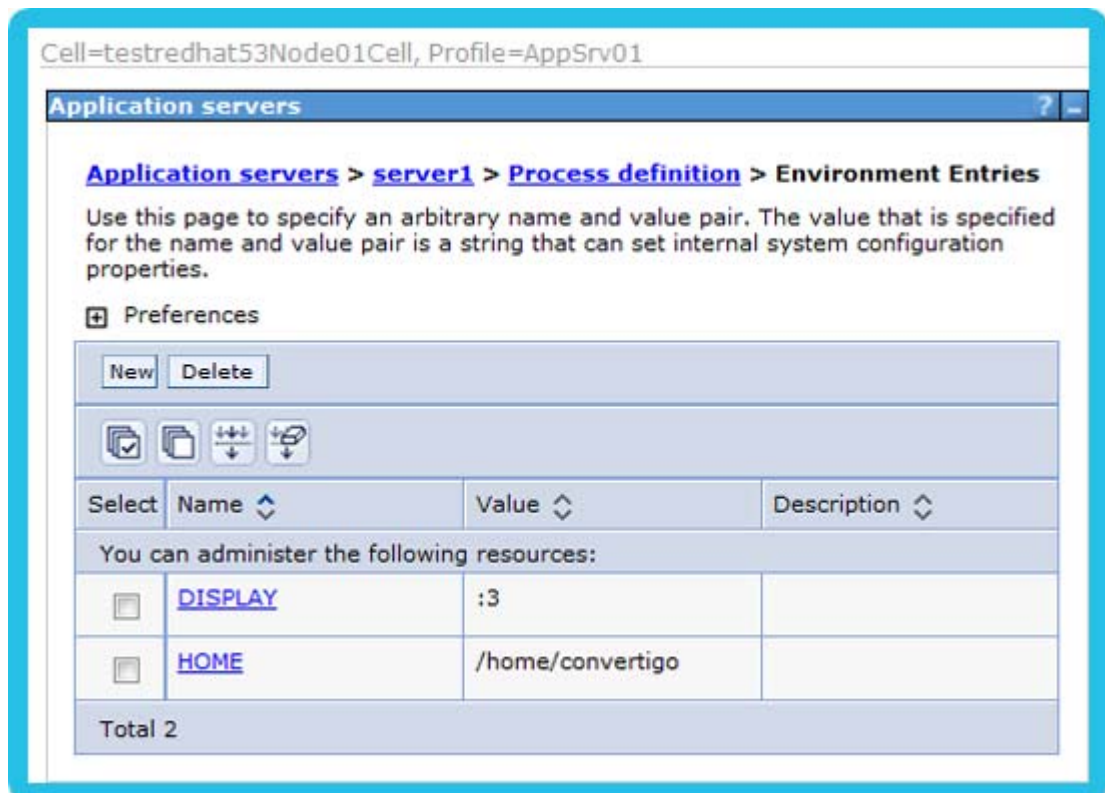 Cell=testredhat53Node01Cell, Profile=AppSrv01
Application servers ? -
Application servers > server1 > Process definition > Environment Entries
Use this page to specify an arbitrary name and value pair. The value that is specified
for the name and value pair is a string that can set internal system configuration
properties.
+ Preferences
New Delete
Select Name Value Description
You can administer the following resources:
DISPLAY :3
HOME /home/convertigo
Total 2